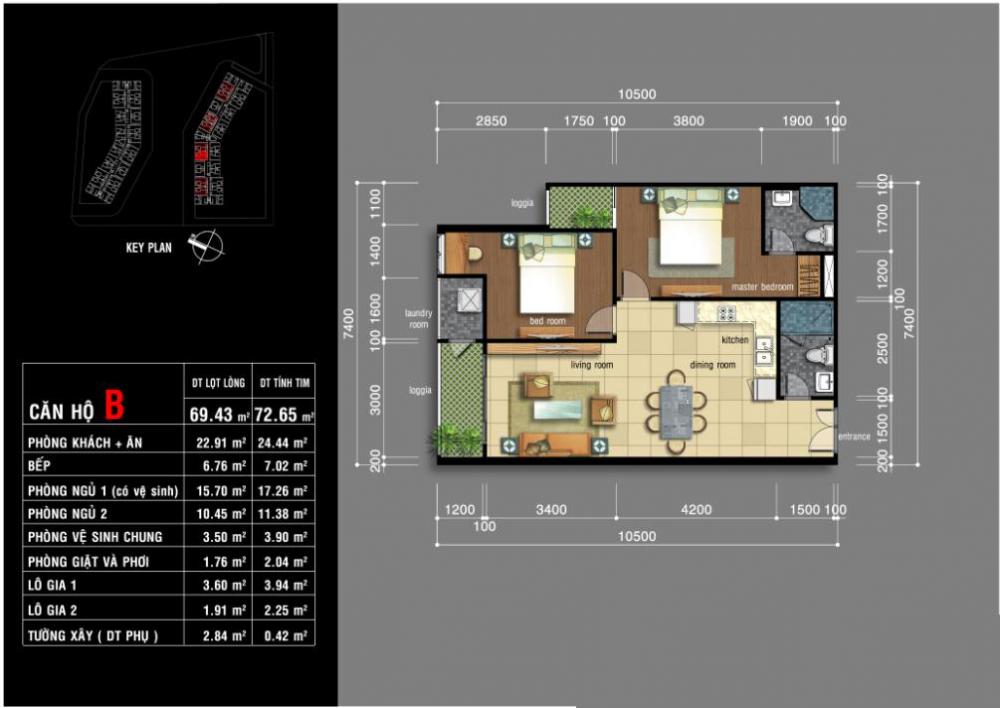 KEY PLAN
DT LỌT LÒNG DT TÍNH TIM
CĂN HỘ B 69.43 m² 72.65 m²
PHÒNG KHÁCH + ĂN 22.91 m² 24.44 m²
BẾP 6.76 m² 7.02 m²
PHÒNG NGỦ 1 (có vệ sinh) 15.70 m² 17.26 m²
PHÒNG NGỦ 2 10.45 m² 11.38 m²
PHÒNG VỆ SINH CHUNG 3.50 m² 3.90 m²
PHÒNG GIẶT VÀ PHƠI 1.76 m² 2.04 m²
LÔ GIA 1 3.60 m² 3.94 m²
LÔ GIA 2 1.91 m² 2.25 m²
TƯỜNG XÂY ( DT PHỤ ) 2.84 m² 0.42 m²
10500
2850 1750 100 3800 1900 100
7400
1100
1400
1600
100
3000
200
loggia
master bedroom
bed room
laundry
room
kitchen
living room
dining room
loggia
entrance
100
1700
1200
100
2500
100
1500
200
7400
1200 3400 4200 1500 100
100
10500